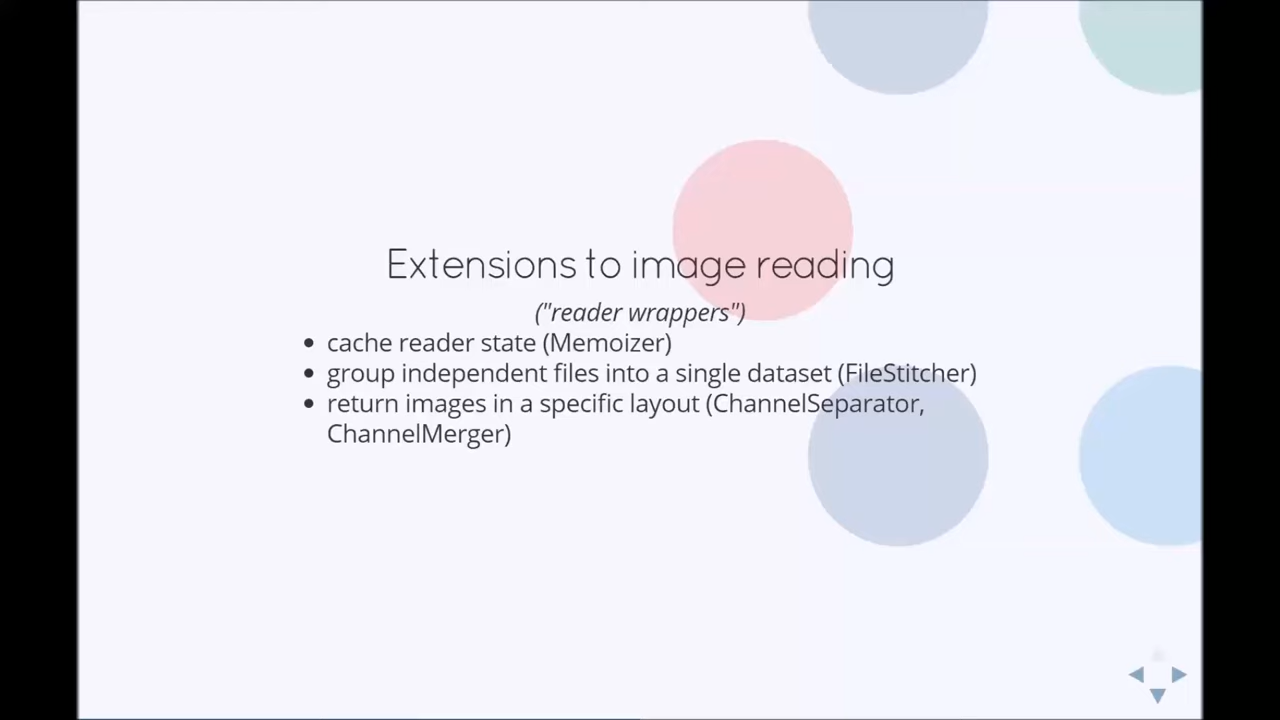 Extensions to image reading
("reader wrappers")
• cache reader state (Memoizer)
• group independent files into a single dataset (FileStitcher)
• return images in a specific layout (ChannelSeparator,
ChannelMerger)